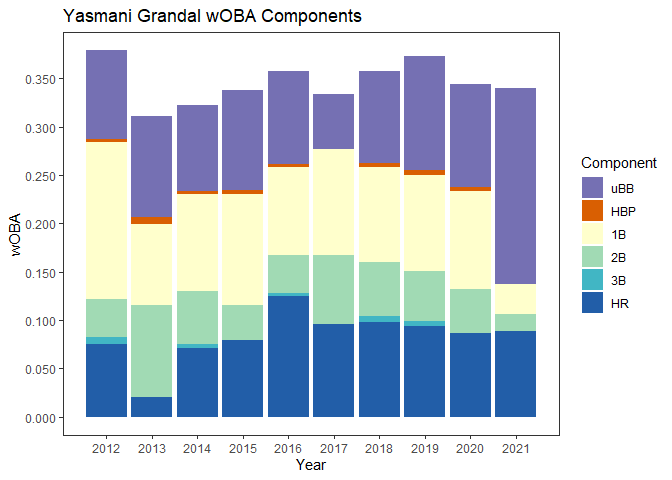 Yasmani Grandal wOBA Components
wOBA
0.350
0.300
0.250
0.200
0.150
0.100
0.050
0.000
2012 2013 2014 2015 2016 2017 2018 2019 2020 2021
Year
Component
uBB
HBP
1B
2B
3B
HR